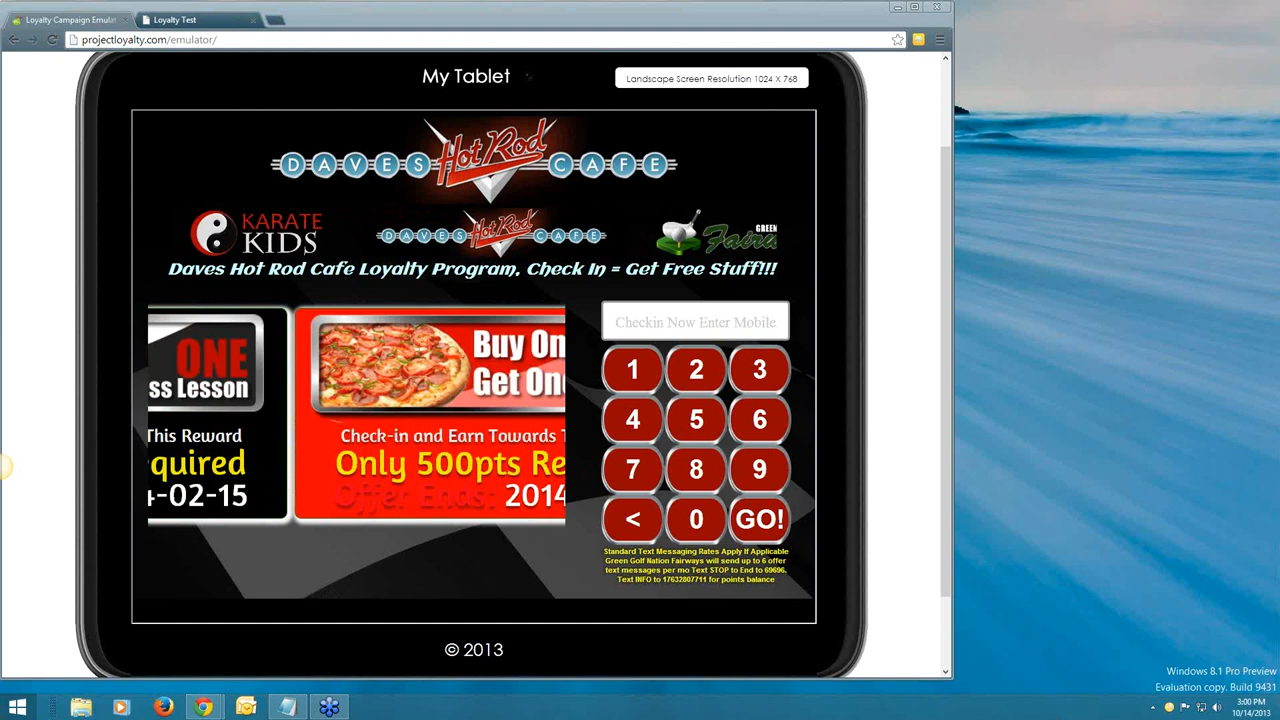 Loyalty Campaign Emulat
Loyalty Test
projectloyalty.com/emulator/
My Tablet
Landscape Screen Resolution 1024 X 768
DAVES Hot Rod CAFE
KARATE
KIDS
DAVES Hot Rod CAFE
GREEN
Daves Hot Rod Cafe Loyalty Program, Check In = Get Free Stuff!!!
ONE
ss Lesson
This Reward
quired
4-02-15
Buy On
Get On
Check-in and Earn Towards
Only 500pts Re
Offer Ends: 2014
Checkin Now Enter Mobile
1 2 3
4 5 6
7 8 9
< 0 GO!
Standard Text Messaging Rates Apply If Applicable
Green Golf Nation Fairways will send up to 6 offer
text messages per mo Text STOP to End to 69696.
Text INFO to 17632807711 for points balance
© 2013
Windows 8.1 Pro Preview
Evaluation copy. Build 9431
3:00 PM
10/14/2013